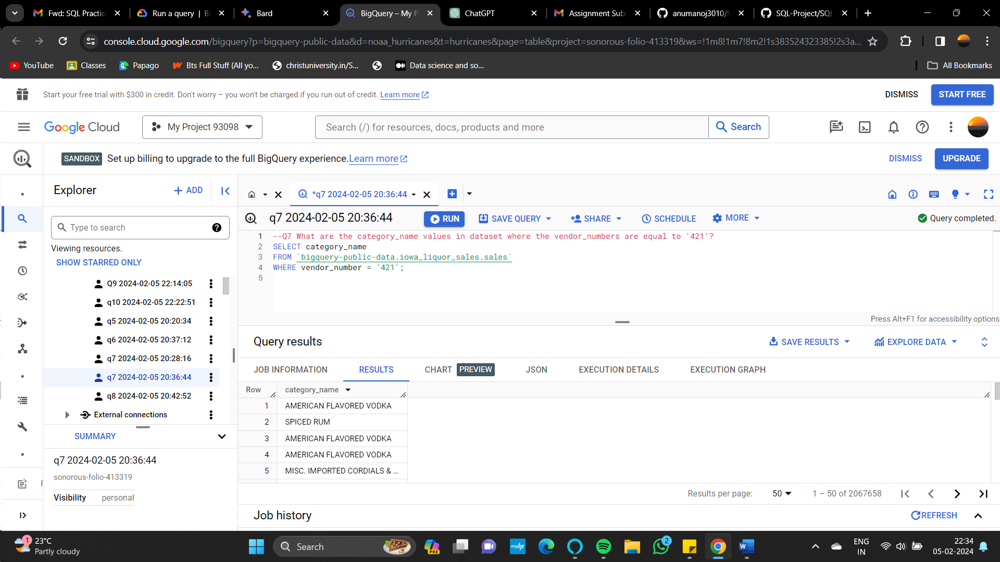 Fwd: SQL Practic
Run a query | B
Bard
BigQuery – My P
ChatGPT
Assignment Sub
anumanoj3010/S
SQL-Project/SQL
console.cloud.google.com/bigquery?p=bigquery-public-data&d=noaa_hurricanes&t=hurricanes&page=table&project=sonorous-folio-413319&ws=!1m8!1m7!8m2!1s383524323385!2s3a...
YouTube
Classes
Papago
Bts Full Stuff (All yo...
christuniversity.in/S...
Data science and so...
All Bookmarks
Start your free trial with $300 in credit. Don't worry – you won't be charged if you run out of credit. Learn more
DISMISS
START FREE
Google Cloud
My Project 93098
Search (/) for resources, docs, products and more
Search
SANDBOX Set up billing to upgrade to the full BigQuery experience. Learn more
DISMISS
UPGRADE
Explorer
+ ADD
*q7 2024-02-05 20:36:44
Type to search
Viewing resources.
SHOW STARRED ONLY
Q9 2024-02-05 22:14:05
q10 2024-02-05 22:22:51
q5 2024-02-05 20:20:34
q6 2024-02-05 20:37:12
q7 2024-02-05 20:28:16
q7 2024-02-05 20:36:44
q8 2024-02-05 20:42:52
External connections
SUMMARY
q7 2024-02-05 20:36:44
sonorous-folio-413319
Visibility personal
q7 2024-02-05 20:36:44
RUN
SAVE QUERY
SHARE
SCHEDULE
MORE
Query completed.
1 --Q7 What are the category_name values in dataset where the vendor_numbers are equal to '421'?
2 SELECT category_name
3 FROM `bigquery-public-data.iowa_liquor_sales.sales`
4 WHERE vendor_number = '421';
5
Press Alt+F1 for accessibility options
Query results
SAVE RESULTS
EXPLORE DATA
JOB INFORMATION
RESULTS
CHART PREVIEW
JSON
EXECUTION DETAILS
EXECUTION GRAPH
Row category_name
1 AMERICAN FLAVORED VODKA
2 SPICED RUM
3 AMERICAN FLAVORED VODKA
4 AMERICAN FLAVORED VODKA
5 MISC. IMPORTED CORDIALS & ...
Results per page: 50 1 – 50 of 2067658
Job history
REFRESH
1
23°C
Partly cloudy
Search
PRE
myhp
2
W
ENG
IN
22:34
05-02-2024